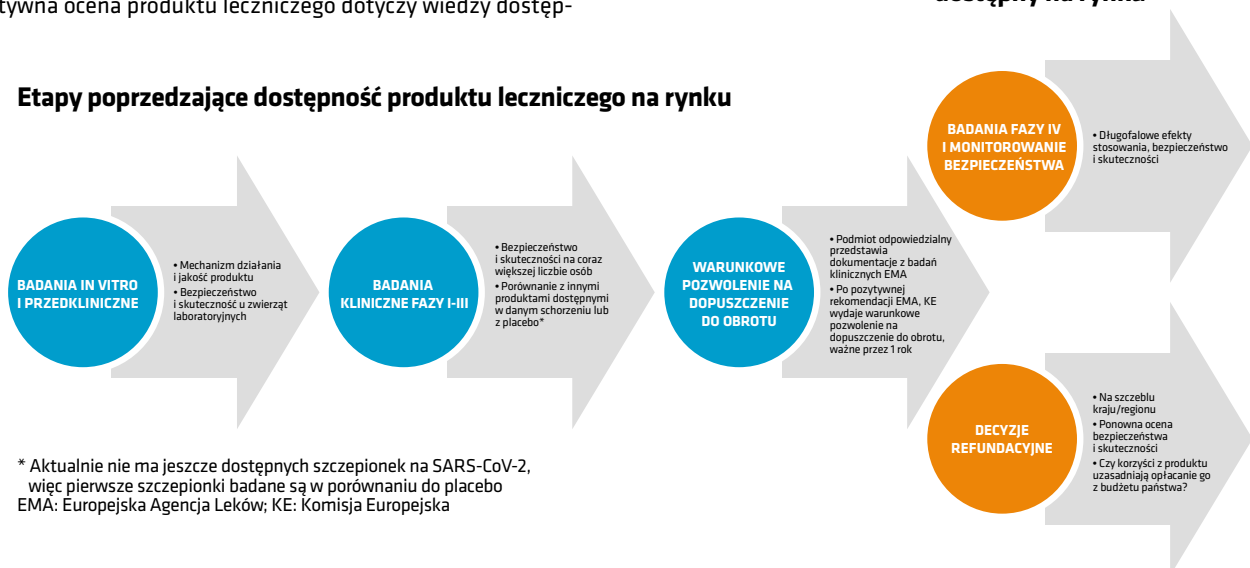 tywna ocena produktu leczniczego dotyczy wiedzy dostęp-
dostępny na rynku
Etapy poprzedzające dostępność produktu leczniczego na rynku
BADANIA IN VITRO
I PRZEDKLINICZNE
• Mechanizm działania
i jakość produktu
• Bezpieczeństwo
i skuteczność u zwierząt
laboratoryjnych
BADANIA
KLINICZNE FAZY I-III
• Bezpieczeństwo
i skuteczności na coraz
większej liczbie osób
• Porównanie z innymi
produktami dostępnymi
w danym schorzeniu lub
z placebo*
WARUNKOWE
POZWOLENIE NA
DOPUSZCZENIE
DO OBROTU
• Podmiot odpowiedzialny
przedstawia
dokumentacje z badań
klinicznych EMA
• Po pozytywnej
rekomendacji EMA, KE
wydaje warunkowe
pozwolenie na
dopuszczenie do obrotu,
ważne przez 1 rok
BADANIA FAZY IV
I MONITOROWANIE
BEZPIECZEŃSTWA
• Długofalowe efekty
stosowania, bezpieczeństwo
i skuteczności
DECYZJE
REFUNDACYJNE
• Na szczeblu
kraju/regionu
• Ponowna ocena
bezpieczeństwa
i skuteczności
• Czy korzyści z produktu
uzasadniają opłacanie go
z budżetu państwa?
* Aktualnie nie ma jeszcze dostępnych szczepionek na SARS-CoV-2,
więc pierwsze szczepionki badane są w porównaniu do placebo
EMA: Europejska Agencja Leków; KE: Komisja Europejska